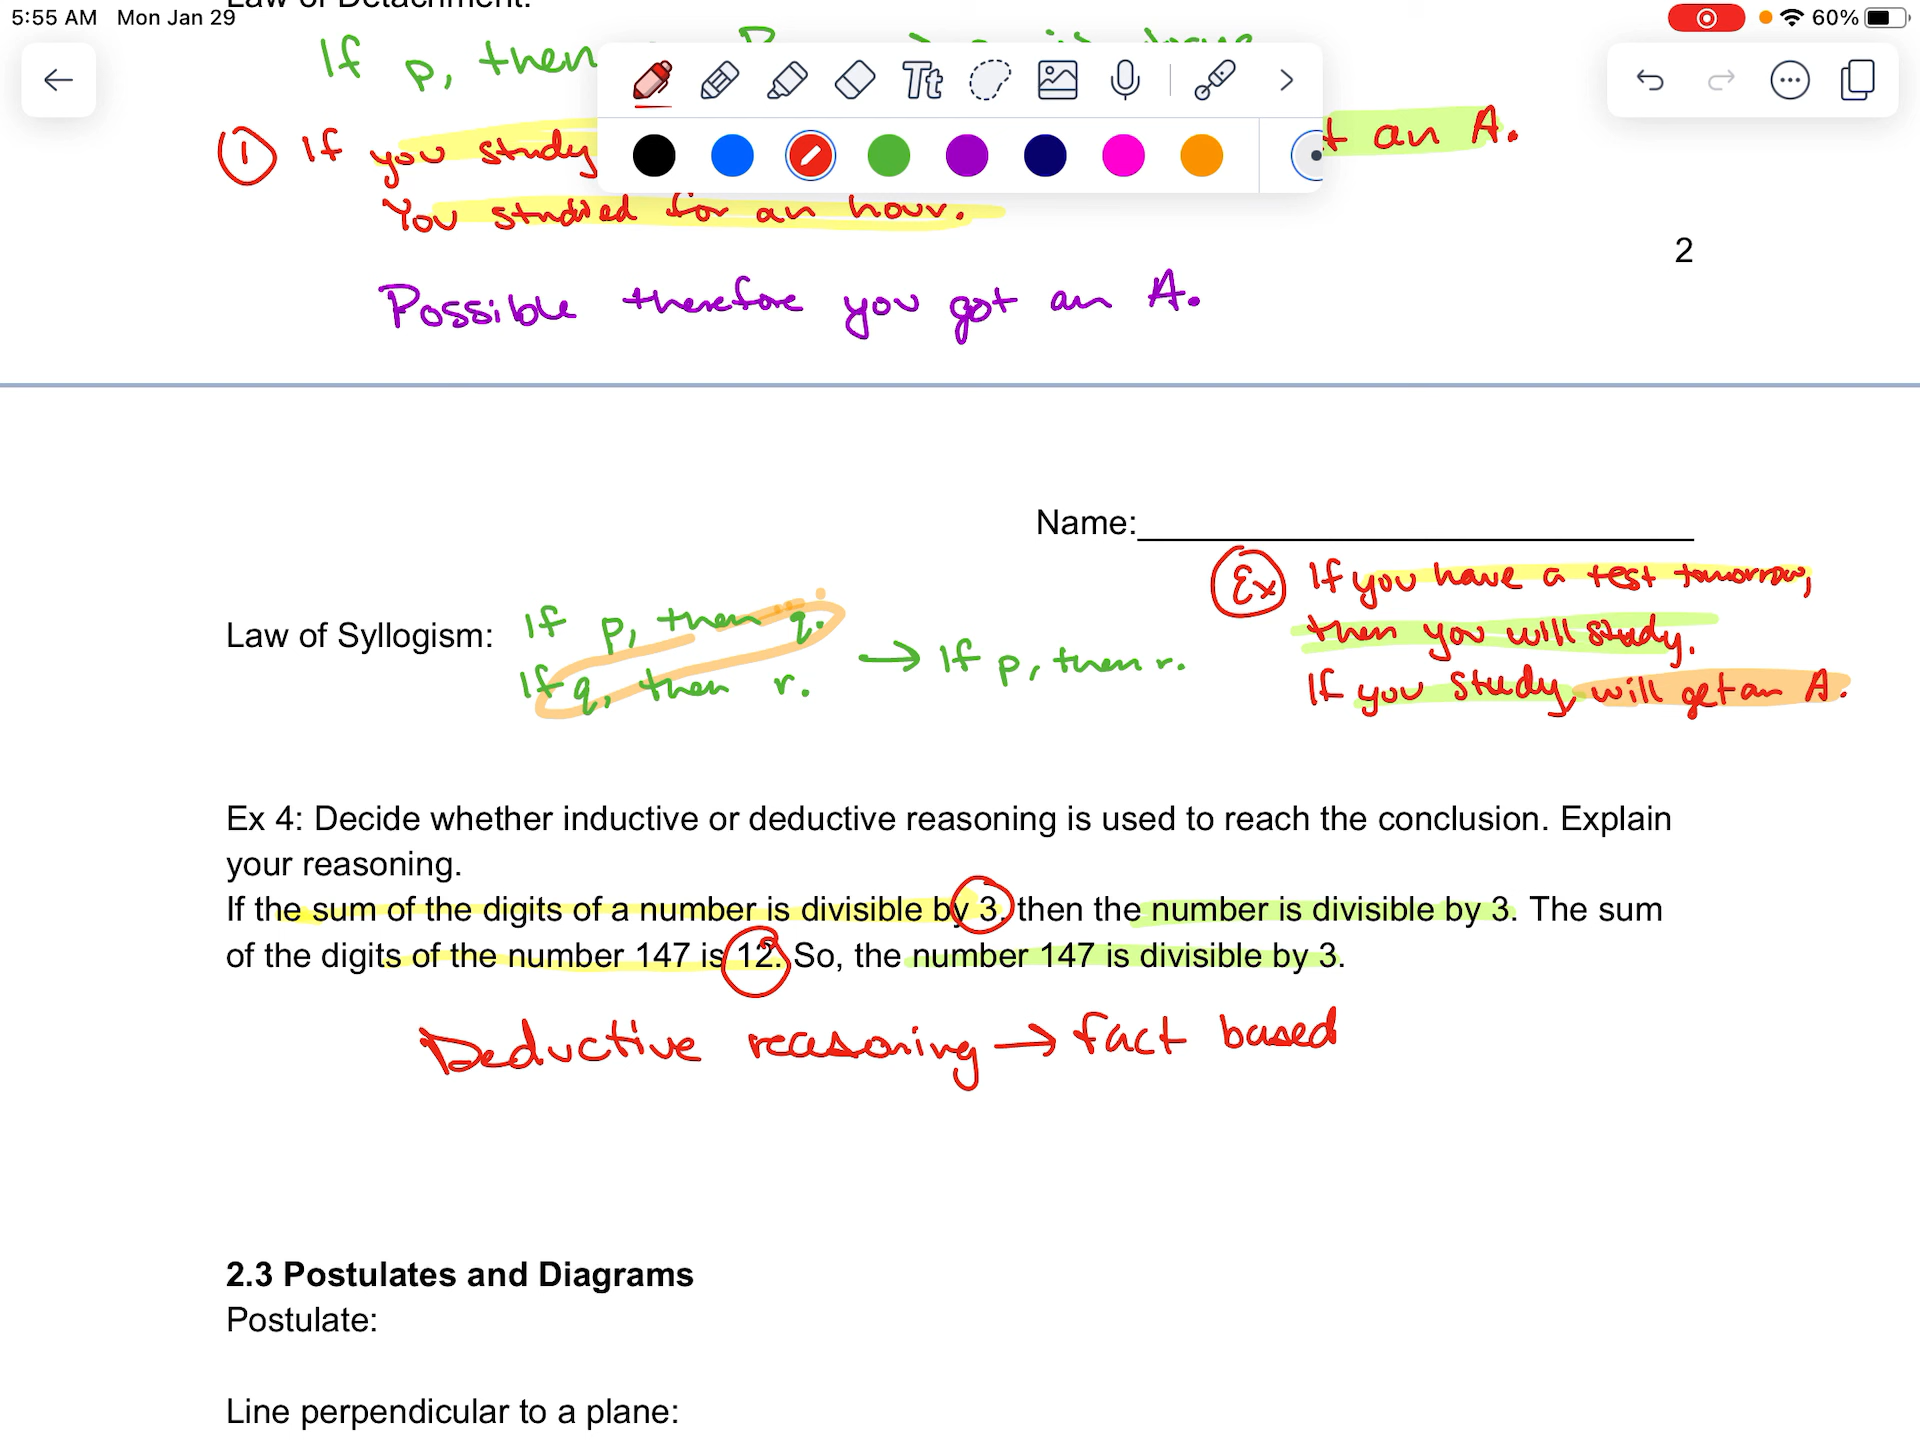 5:55 AM Mon Jan 29
60%
Law of Detachment:
If p, then
Tt
① If you study
t an A.
You studied for an hour.
2
Possible therefore you got an A.
Name:
Ex If you have a test tomorrow,
then you will study.
If you study, will get an A.
Law of Syllogism: If p, then q.
If q, then r.
→ If p, then r.
Ex 4: Decide whether inductive or deductive reasoning is used to reach the conclusion. Explain
your reasoning.
If the sum of the digits of a number is divisible by 3, then the number is divisible by 3. The sum
of the digits of the number 147 is 12. So, the number 147 is divisible by 3.
Deductive reasoning → fact based
2.3 Postulates and Diagrams
Postulate:
Line perpendicular to a plane: